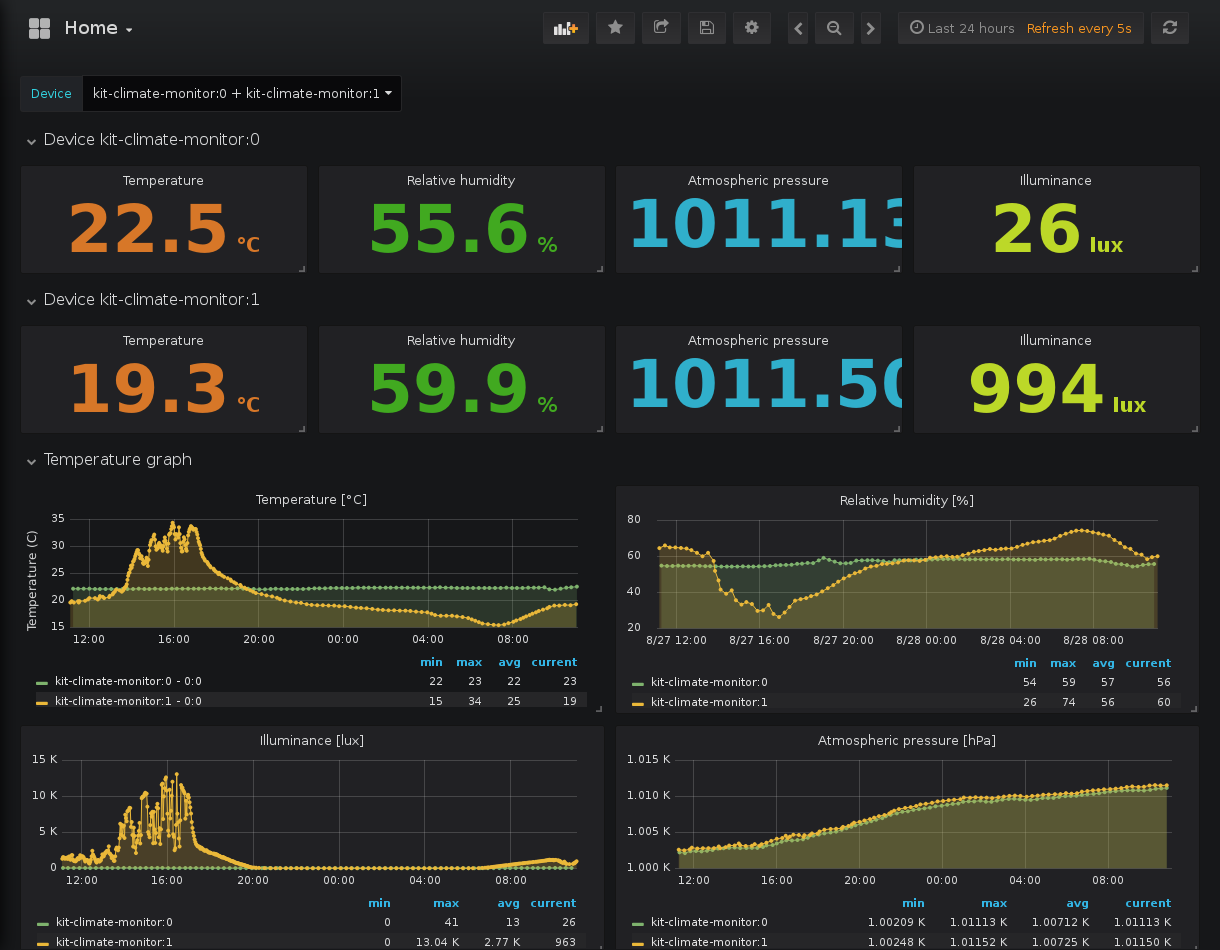 Home
Last 24 hours Refresh every 5s
Device kit-climate-monitor:0 + kit-climate-monitor:1
Device kit-climate-monitor:0
Temperature Relative humidity Atmospheric pressure Illuminance
22.5 °C 55.6 % 1011.13 26 lux
Device kit-climate-monitor:1
Temperature Relative humidity Atmospheric pressure Illuminance
19.3 °C 59.9 % 1011.50 994 lux
Temperature graph
Temperature [°C]
Temperature (C)
35
30
25
20
15
12:00 16:00 20:00 00:00 04:00 08:00
min max avg current
kit-climate-monitor:0 - 0:0 22 23 22 23
kit-climate-monitor:1 - 0:0 15 34 25 19
Relative humidity [%]
80
60
40
20
8/27 12:00 8/27 16:00 8/27 20:00 8/28 00:00 8/28 04:00 8/28 08:00
min max avg current
kit-climate-monitor:0 54 59 57 56
kit-climate-monitor:1 26 74 56 60
Illuminance [lux]
15 K
10 K
5 K
0
12:00 16:00 20:00 00:00 04:00 08:00
min max avg current
kit-climate-monitor:0 0 41 13 26
kit-climate-monitor:1 0 13.04 K 2.77 K 963
Atmospheric pressure [hPa]
1.015 K
1.010 K
1.005 K
1.000 K
12:00 16:00 20:00 00:00 04:00 08:00
min max avg current
kit-climate-monitor:0 1.00209 K 1.01113 K 1.00712 K 1.01113 K
kit-climate-monitor:1 1.00248 K 1.01152 K 1.00725 K 1.01150 K